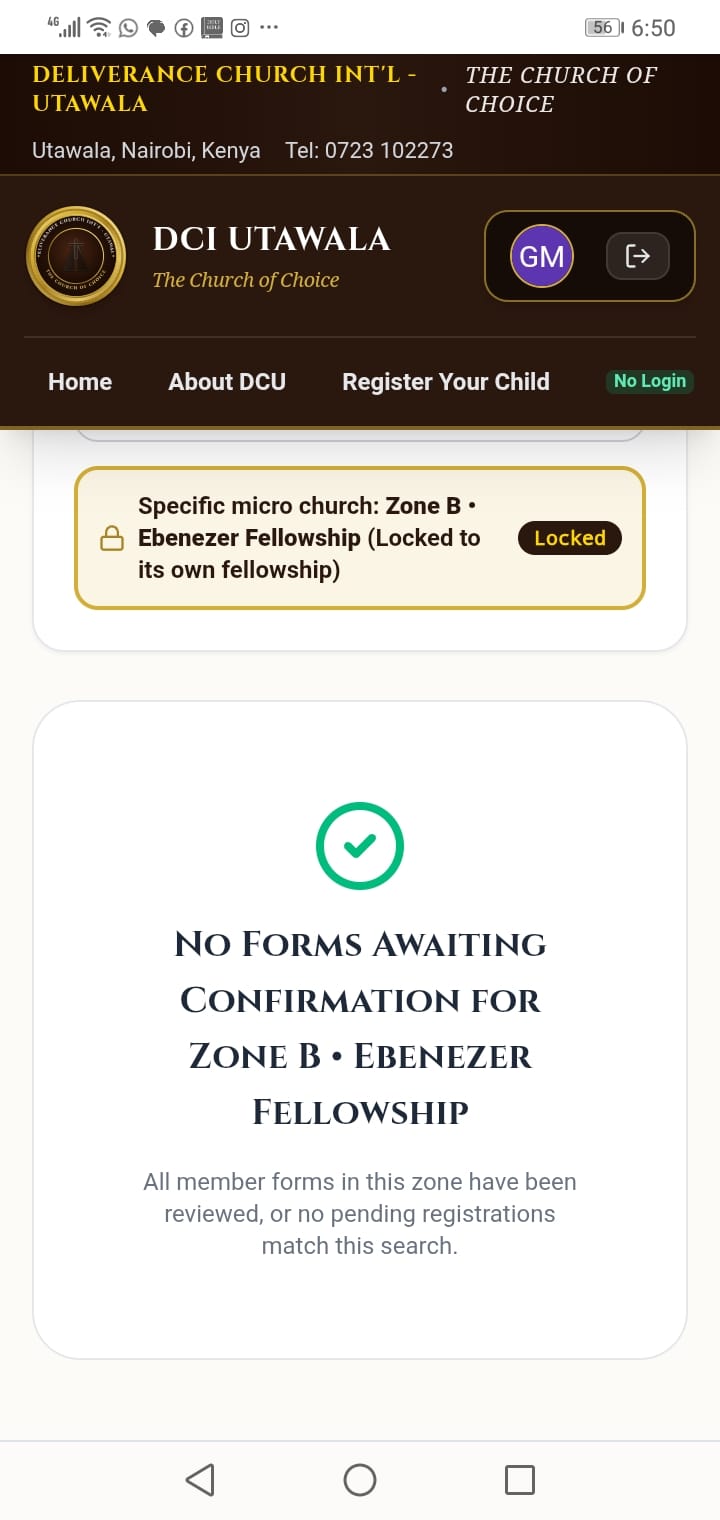 4G
56 6:50
DELIVERANCE CHURCH INT'L -
UTAWALA
• THE CHURCH OF
CHOICE
Utawala, Nairobi, Kenya Tel: 0723 102273
DCI UTAWALA
The Church of Choice
GM
Home About DCU Register Your Child No Login
Specific micro church: Zone B •
Ebenezer Fellowship (Locked to
its own fellowship)
Locked
No Forms Awaiting
Confirmation for
Zone B • Ebenezer
Fellowship
All member forms in this zone have been
reviewed, or no pending registrations
match this search.